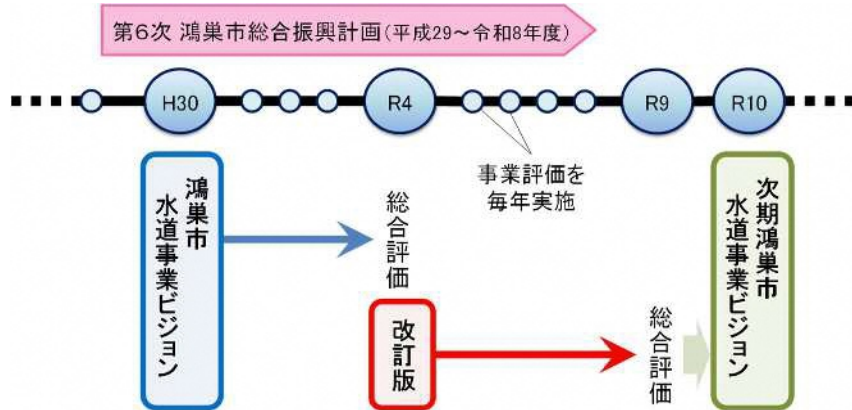 第6次 鴻巣市総合振興計画(平成29～令和8年度)
H30
R4
R9
R10
事業評価を
毎年実施
鴻巣市
水道事業ビジョン
総合評価
改訂版
総合評価
次期鴻巣市
水道事業ビジョン